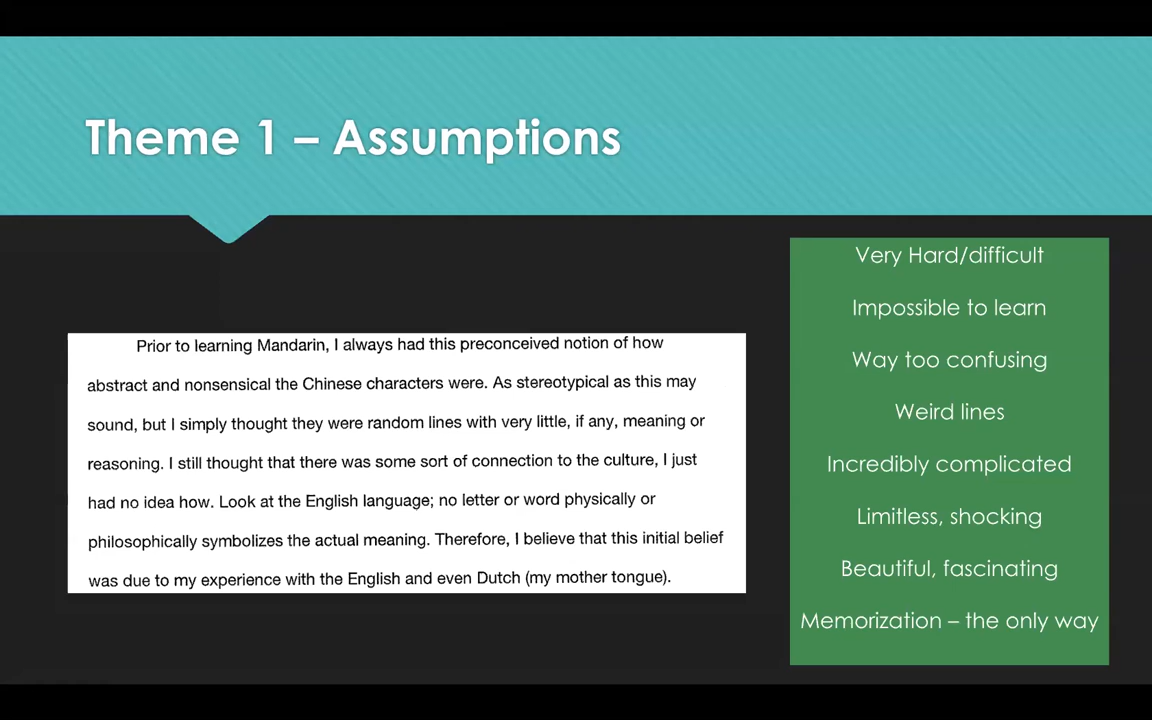 Theme 1 – Assumptions
Prior to learning Mandarin, I always had this preconceived notion of how
abstract and nonsensical the Chinese characters were. As stereotypical as this may
sound, but I simply thought they were random lines with very little, if any, meaning or
reasoning. I still thought that there was some sort of connection to the culture, I just
had no idea how. Look at the English language; no letter or word physically or
philosophically symbolizes the actual meaning. Therefore, I believe that this initial belief
was due to my experience with the English and even Dutch (my mother tongue).
Very Hard/difficult
Impossible to learn
Way too confusing
Weird lines
Incredibly complicated
Limitless, shocking
Beautiful, fascinating
Memorization – the only way